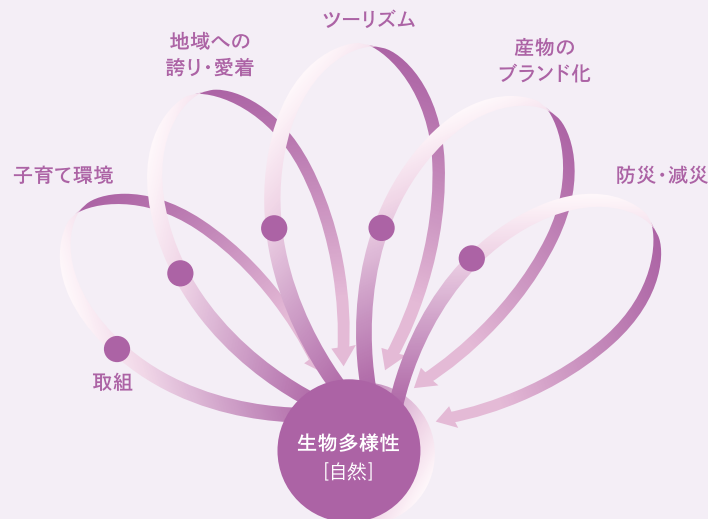 ツーリズム
地域への
誇り・愛着
産物の
ブランド化
子育て環境
防災・減災
取組
生物多様性
[自然]